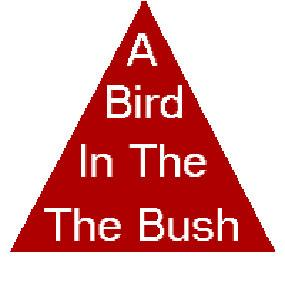 A
Bird
In The
The Bush